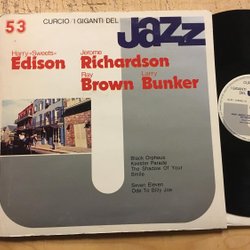 53
CURCIO/I GIGANTI DEL
Jazz
Harry «Sweets» Jerome
Edison Richardson
Ray Larry
Brown Bunker
Black Orpheus
Kreister Parade
The Shadow Of Your
Smile
Seven Eleven
Ode To Billy Joe